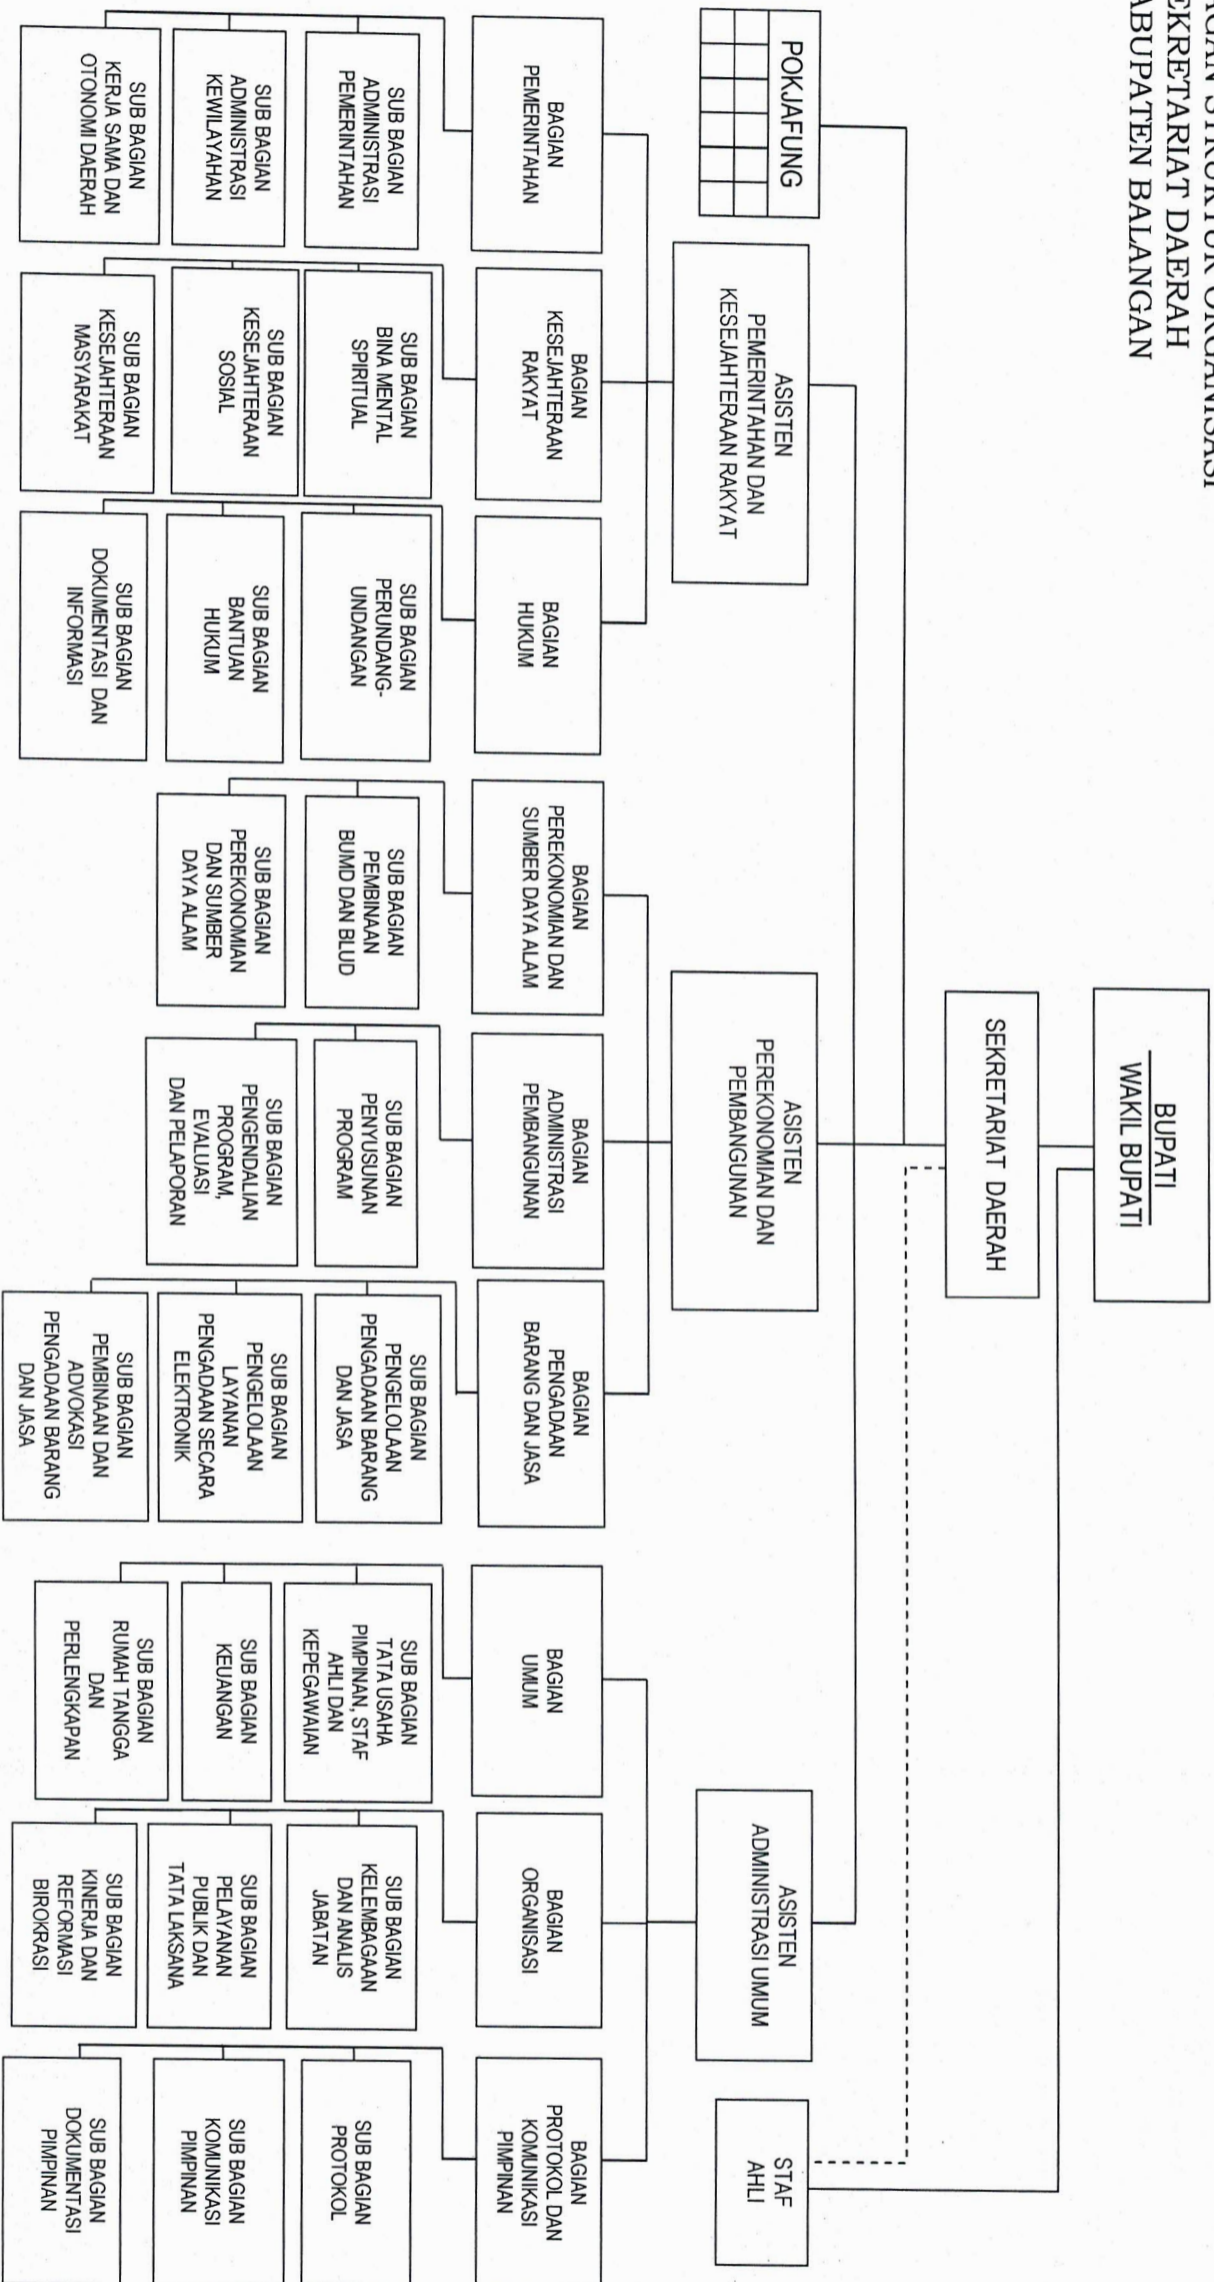 STRUKTUR ORGANISASI
SEKRETARIAT DAERAH
KABUPATEN BALANGAN
BUPATI
WAKIL BUPATI
SEKRETARIAT DAERAH
POKJAFUNG
ASISTEN
PEMERINTAHAN DAN
KESEJAHTERAAN RAKYAT
ASISTEN
PEREKONOMIAN DAN
PEMBANGUNAN
ASISTEN
ADMINISTRASI UMUM
STAF
AHLI
BAGIAN
PEMERINTAHAN
BAGIAN
KESEJAHTERAAN
RAKYAT
BAGIAN
HUKUM
BAGIAN
PEREKONOMIAN DAN
SUMBER DAYA ALAM
BAGIAN
ADMINISTRASI
PEMBANGUNAN
BAGIAN
PENGADAAN
BARANG DAN JASA
BAGIAN
UMUM
BAGIAN
ORGANISASI
BAGIAN
PROTOKOL DAN
KOMUNIKASI
PIMPINAN
SUB BAGIAN
ADMINISTRASI
PEMERINTAHAN
SUB BAGIAN
BINA MENTAL
SPIRITUAL
SUB BAGIAN
PERUNDANG-
UNDANGAN
SUB BAGIAN
PEMBINAAN
BUMD DAN BLUD
SUB BAGIAN
PENYUSUNAN
PROGRAM
SUB BAGIAN
PENGELOLAAN
PENGADAAN BARANG
DAN JASA
SUB BAGIAN
TATA USAHA
PIMPINAN, STAF
AHLI DAN
KEPEGAWAIAN
SUB BAGIAN
KELEMBAGAAN
DAN ANALIS
JABATAN
SUB BAGIAN
PROTOKOL
SUB BAGIAN
ADMINISTRASI
KEWILAYAHAN
SUB BAGIAN
KESEJAHTERAAN
SOSIAL
SUB BAGIAN
BANTUAN
HUKUM
SUB BAGIAN
PEREKONOMIAN
DAN SUMBER
DAYA ALAM
SUB BAGIAN
PENGENDALIAN
PROGRAM,
EVALUASI
DAN PELAPORAN
SUB BAGIAN
PENGELOLAAN
LAYANAN
PENGADAAN SECARA
ELEKTRONIK
SUB BAGIAN
KEUANGAN
SUB BAGIAN
PELAYANAN
PUBLIK DAN
TATA LAKSANA
SUB BAGIAN
KOMUNIKASI
PIMPINAN
SUB BAGIAN
KERJA SAMA DAN
OTONOMI DAERAH
SUB BAGIAN
KESEJAHTERAAN
MASYARAKAT
SUB BAGIAN
DOKUMENTASI DAN
INFORMASI
SUB BAGIAN
PEMBINAAN DAN
ADVOKASI
PENGADAAN BARANG
DAN JASA
SUB BAGIAN
RUMAH TANGGA
DAN
PERLENGKAPAN
SUB BAGIAN
KINERJA DAN
REFORMASI
BIROKRASI
SUB BAGIAN
DOKUMENTASI
PIMPINAN